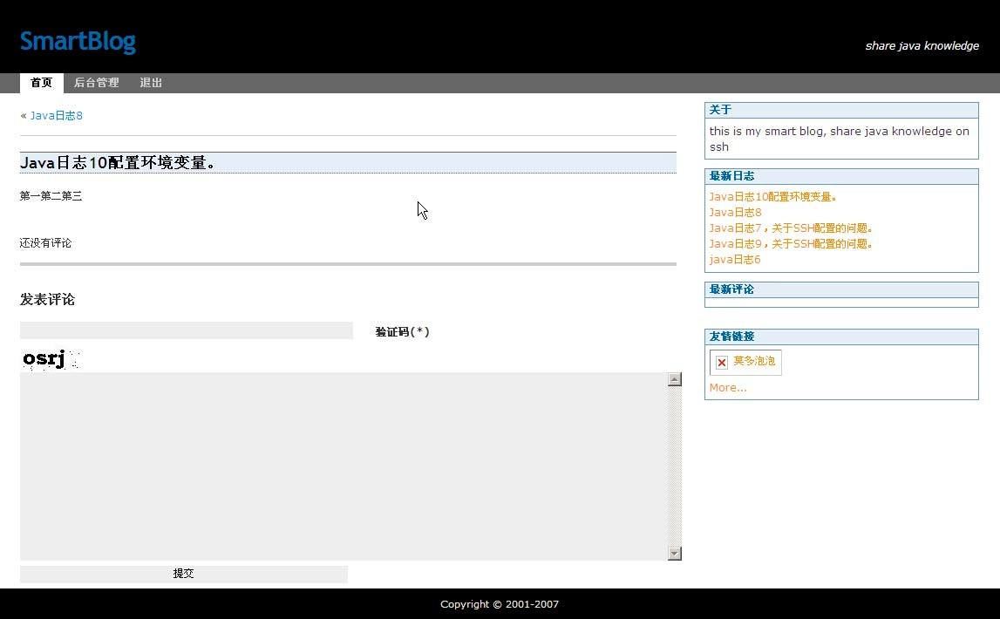 SmartBlog
share java knowledge
首页 后台管理 退出
« Java日志8
Java日志10配置环境变量。
第一第二第三
还没有评论
发表评论
验证码(*)
osrj
提交
关于
this is my smart blog, share java knowledge on
ssh
最新日志
Java日志10配置环境变量。
Java日志8
Java日志7，关于SSH配置的问题。
Java日志9，关于SSH配置的问题。
java日志6
最新评论
友情链接
莫多泡泡
More...
Copyright © 2001-2007